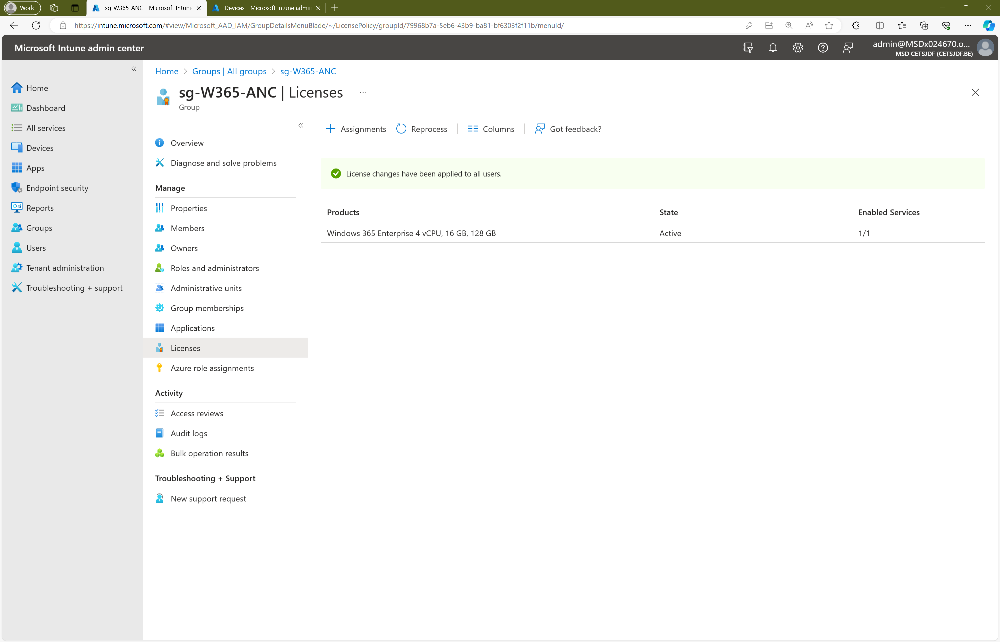 Work
sg-W365-ANC - Microsoft Intune
Devices - Microsoft Intune admin
https://intune.microsoft.com/#view/Microsoft_AAD_IAM/GroupDetailsMenuBlade/~/LicensePolicy/groupId/79968b7a-5eb6-43b9-ba81-bf6303f2f11b/menuId/
Microsoft Intune admin center
admin@MSDx024670.o...
MSD CETSJDF (CETSJDF.BE)
Home
Dashboard
All services
Devices
Apps
Endpoint security
Reports
Groups
Users
Tenant administration
Troubleshooting + support
Home > Groups | All groups > sg-W365-ANC
sg-W365-ANC | Licenses ...
Group
Overview
Diagnose and solve problems
Manage
Properties
Members
Owners
Roles and administrators
Administrative units
Group memberships
Applications
Licenses
Azure role assignments
Activity
Access reviews
Audit logs
Bulk operation results
Troubleshooting + Support
New support request
Assignments Reprocess Columns Got feedback?
License changes have been applied to all users.
Products State Enabled Services
Windows 365 Enterprise 4 vCPU, 16 GB, 128 GB Active 1/1